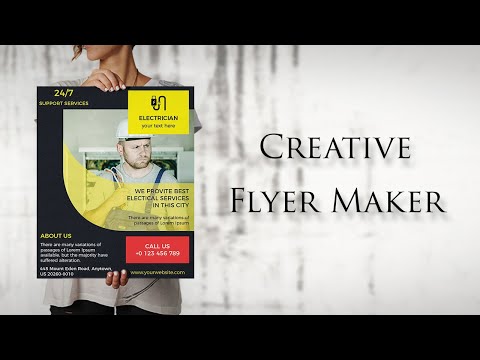 24/7
SUPPORT SERVICES
ELECTRICIAN
your text here
WE PROVITE BEST
ELECTICAL SERVICES
IN THIS CITY
There are many variations of
passages of Lorem Ipsum
ABOUT US
There are many variations of
passages of Lorem Ipsum
available, but the majority have
suffered alteration.
CALL US
+0 123 456 789
445 Mount Eden Road, Anytown,
US 20260-0010
www.yourwebsite.com
CREATIVE
FLYER MAKER